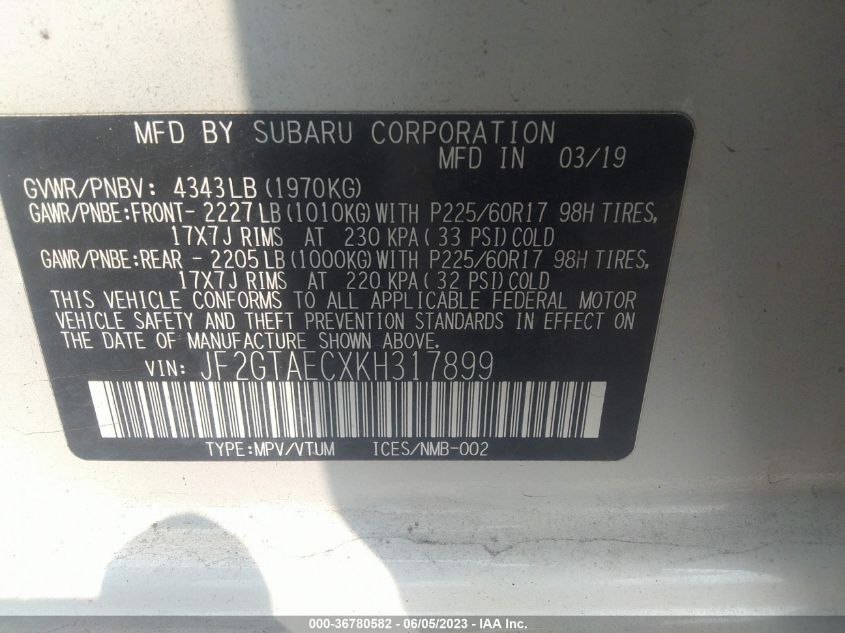 MFD BY SUBARU CORPORATION
MFD IN 03/19
GVWR/PNBV: 4343LB(1970KG)
GAWR/PNBE:FRONT- 2227LB(1010KG)WITH P225/60R17 98H TIRES,
17X7J RIMS AT 230 KPA( 33 PSI)COLD
GAWR/PNBE:REAR - 2205LB(1000KG)WITH P225/60R17 98H TIRES,
17X7J RIMS AT 220 KPA( 32 PSI)COLD
THIS VEHICLE CONFORMS TO ALL APPLICABLE FEDERAL MOTOR
VEHICLE SAFETY AND THEFT PREVENTION STANDARDS IN EFFECT ON
THE DATE OF MANUFACTURE SHOWN ABOVE.
VIN: JF2GTAECXKH317899
TYPE:MPV/VTUM ICES/NMB-002
000-36780582 - 06/05/2023 - IAA Inc.